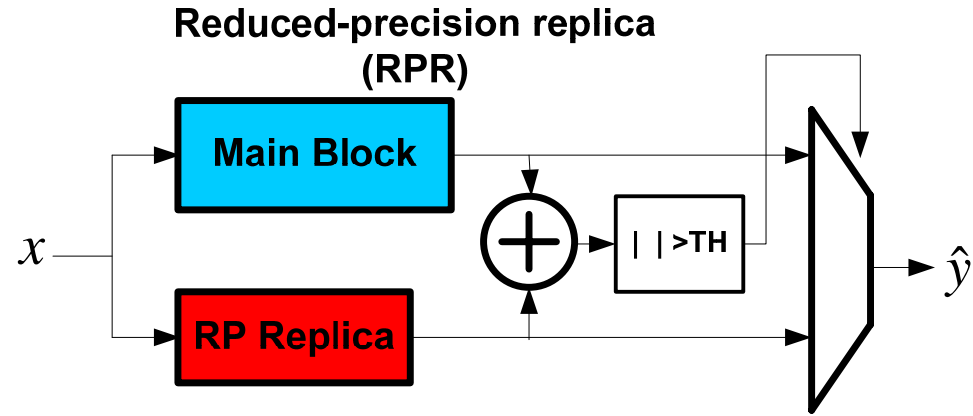 Reduced-precision replica
(RPR)
Main Block
x
| | >TH
ŷ
RP Replica